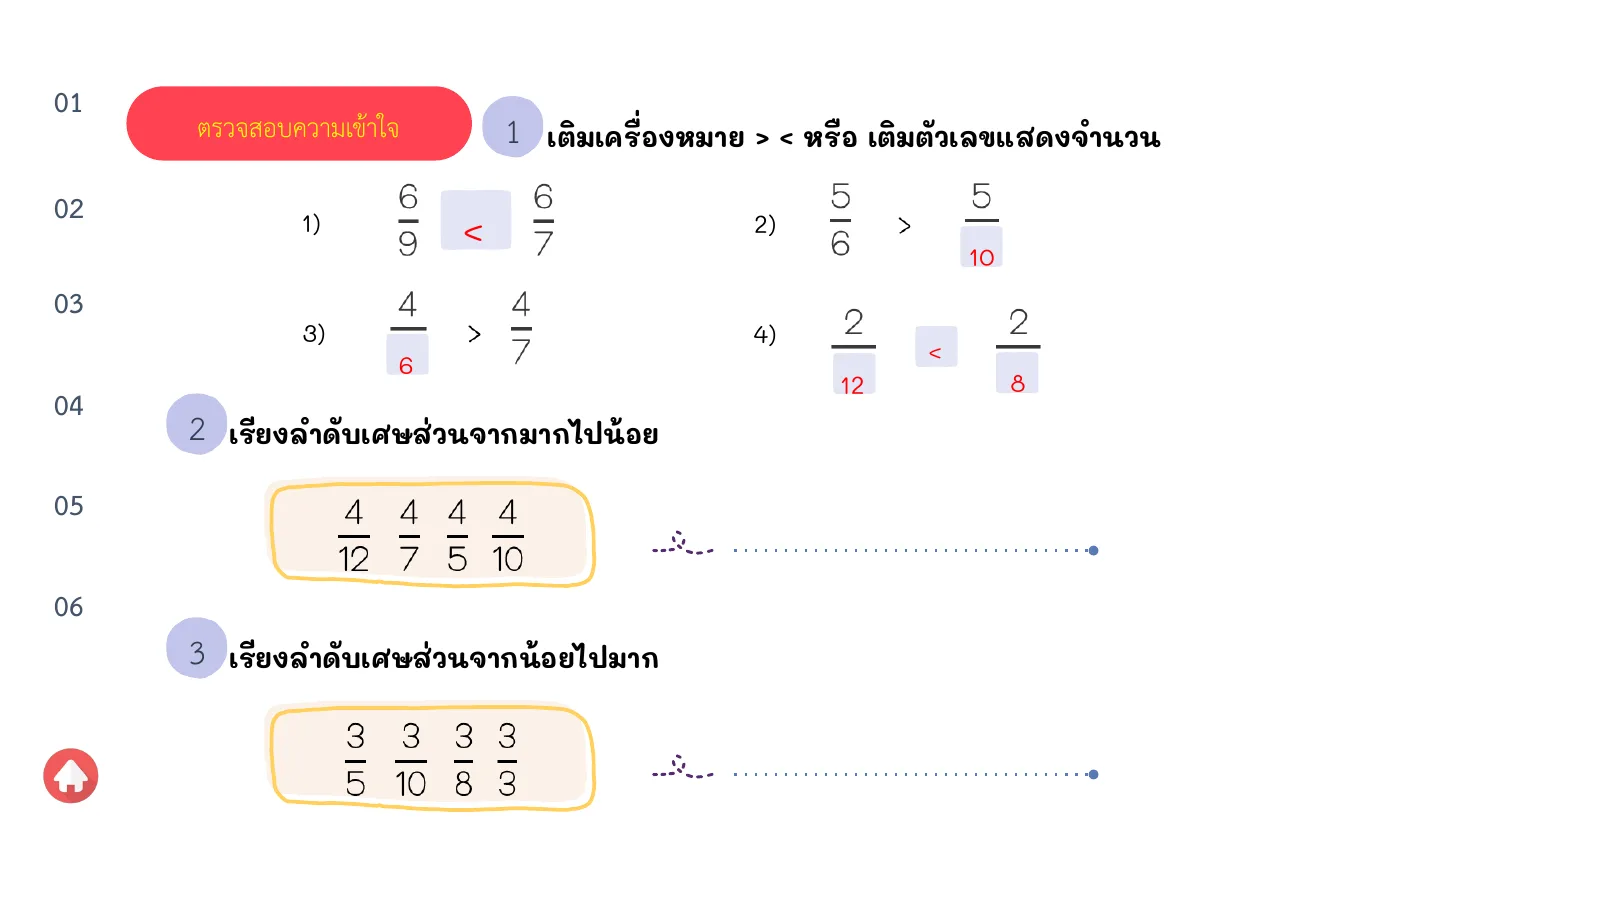 01
ตรวจสอบความเข้าใจ
1 เติมเครื่องหมาย > < หรือ เติมตัวเลขแสดงจำนวน
02
1) 6/9 < 6/7
2) 5/6 > 5/10
03
3) 4/6 > 4/7
4) 2/12 < 2/8
04
2 เรียงลำดับเศษส่วนจากมากไปน้อย
05
4/12 4/7 4/5 4/10
06
3 เรียงลำดับเศษส่วนจากน้อยไปมาก
3/5 3/10 3/8 3/3